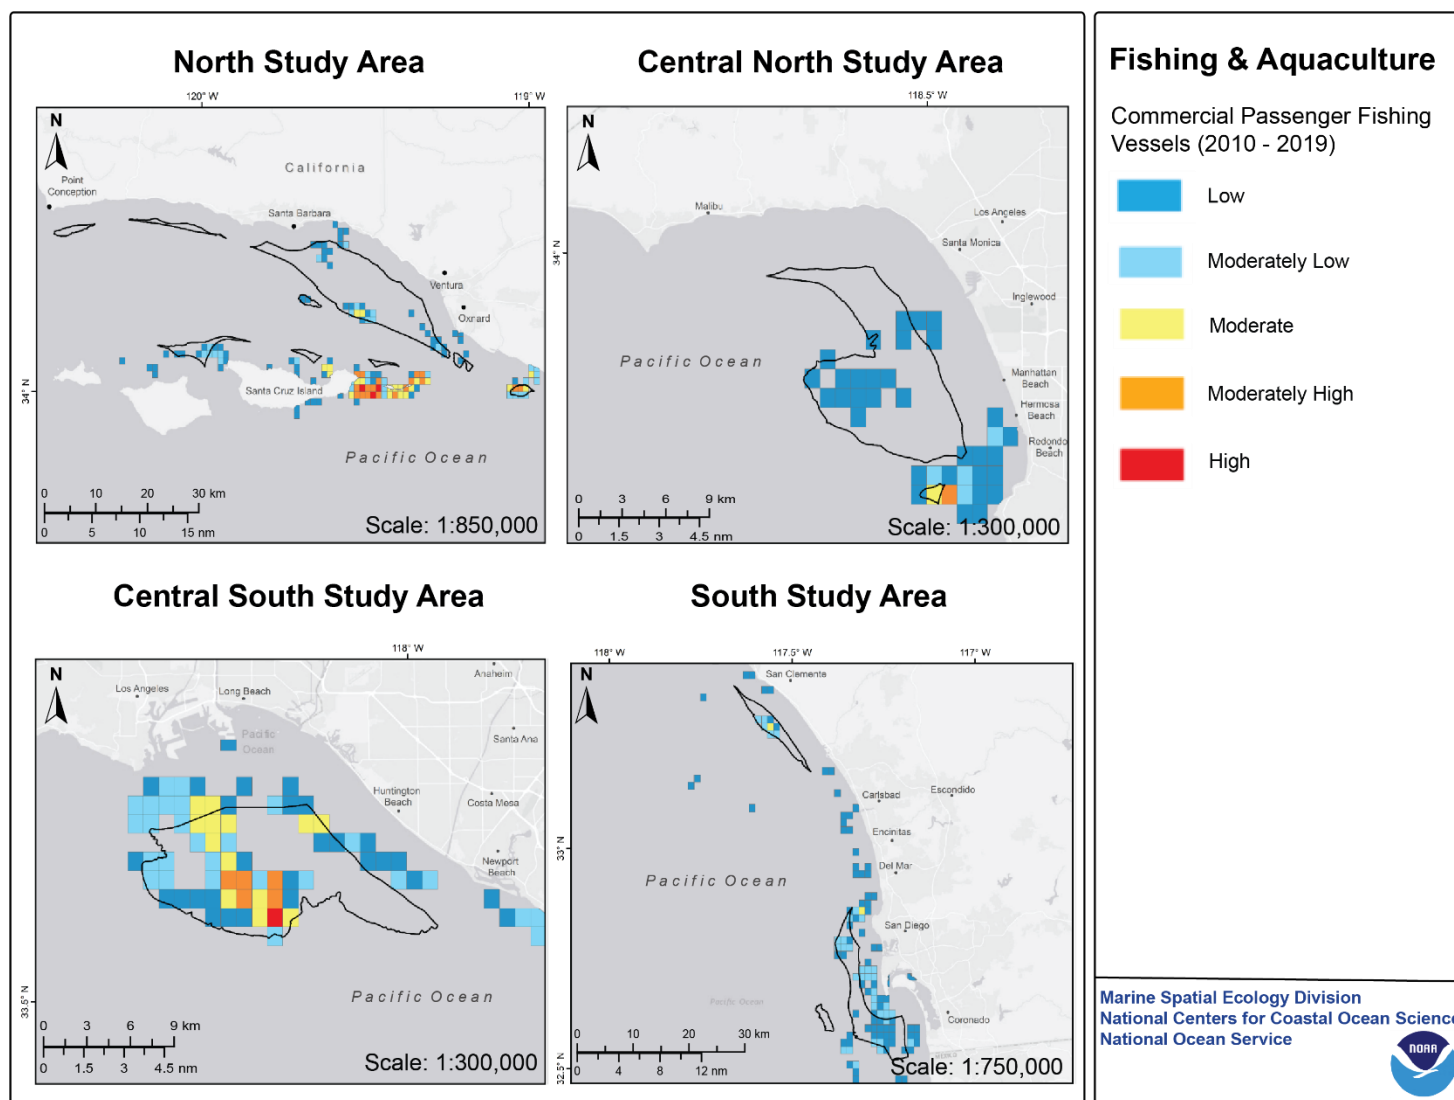 North Study Area
120° W
119° W
N
California
Point
Conception
Santa Barbara
Ventura
Oxnard
34° N
Santa Cruz Island
Pacific Ocean
0 10 20 30 km
0 5 10 15 nm
Scale: 1:850,000
Central North Study Area
118.5° W
N
Malibu
Los Angeles
Santa Monica
34° N
Inglewood
Pacific Ocean
Manhattan
Beach
Hermosa
Beach
Redondo
Beach
0 3 6 9 km
0 1.5 3 4.5 nm
Scale: 1:300,000
Central South Study Area
118° W
N
Anaheim
Los Angeles
Long Beach
Pacific
Ocean
Santa Ana
Huntington
Beach
Costa Mesa
Newport
Beach
33.5° N
Pacific Ocean
0 3 6 9 km
0 1.5 3 4.5 nm
Scale: 1:300,000
South Study Area
118° W
117.5° W
117° W
N
San Clemente
Carlsbad
Escondido
Encinitas
33° N
Del Mar
Pacific Ocean
San Diego
Pacific Ocean
Coronado
0 10 20 30 km
0 4 8 12 nm
32.5° N
Scale: 1:750,000
Fishing & Aquaculture
Commercial Passenger Fishing
Vessels (2010 - 2019)
Low
Moderately Low
Moderate
Moderately High
High
Marine Spatial Ecology Division
National Centers for Coastal Ocean Science
National Ocean Service
NOAA